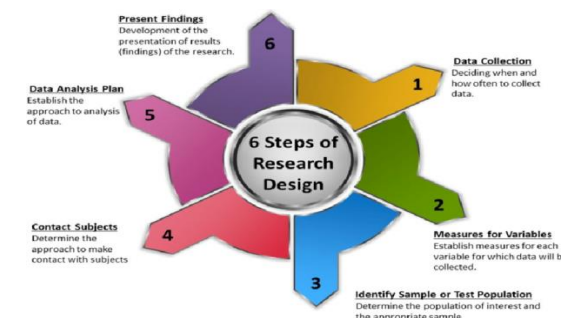 6 Steps of
Research
Design
1
Data Collection
Deciding when and
how often to collect
data.
2
Measures for Variables
Establish measures for each
variable for which data will be
collected.
3
Identify Sample or Test Population
Determine the population of interest and
the appropriate sample
4
Contact Subjects
Determine the
approach to make
contact with subjects
5
Data Analysis Plan
Establish the
approach to analysis
of data.
6
Present Findings
Development of the
presentation of results
(findings) of the research.